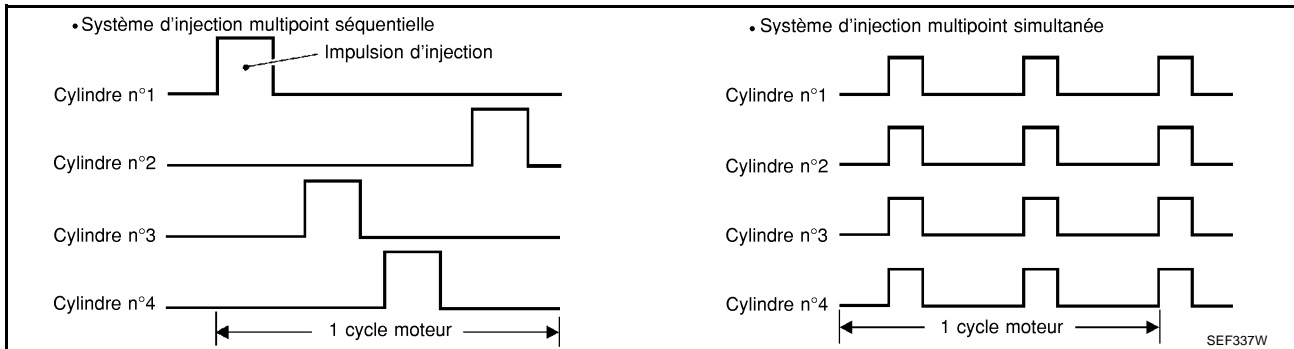 • Système d'injection multipoint séquentielle
Impulsion d'injection
Cylindre n°1
Cylindre n°2
Cylindre n°3
Cylindre n°4
1 cycle moteur
• Système d'injection multipoint simultanée
Cylindre n°1
Cylindre n°2
Cylindre n°3
Cylindre n°4
1 cycle moteur
SEF337W